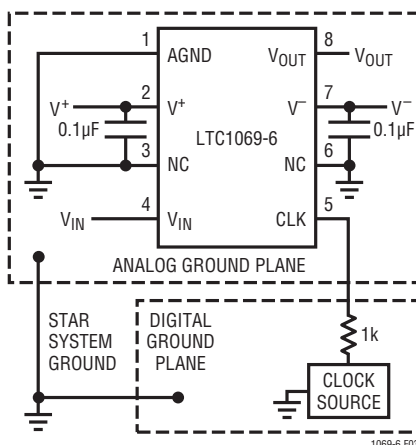 1
AGND
8
VOUT
VOUT
2
V+
V+
7
V–
V–
0.1µF
LTC1069-6
0.1µF
3
NC
6
NC
4
VIN
VIN
5
CLK
ANALOG GROUND PLANE
STAR
SYSTEM
GROUND
DIGITAL
GROUND
PLANE
1k
CLOCK
SOURCE
1069-6 F02